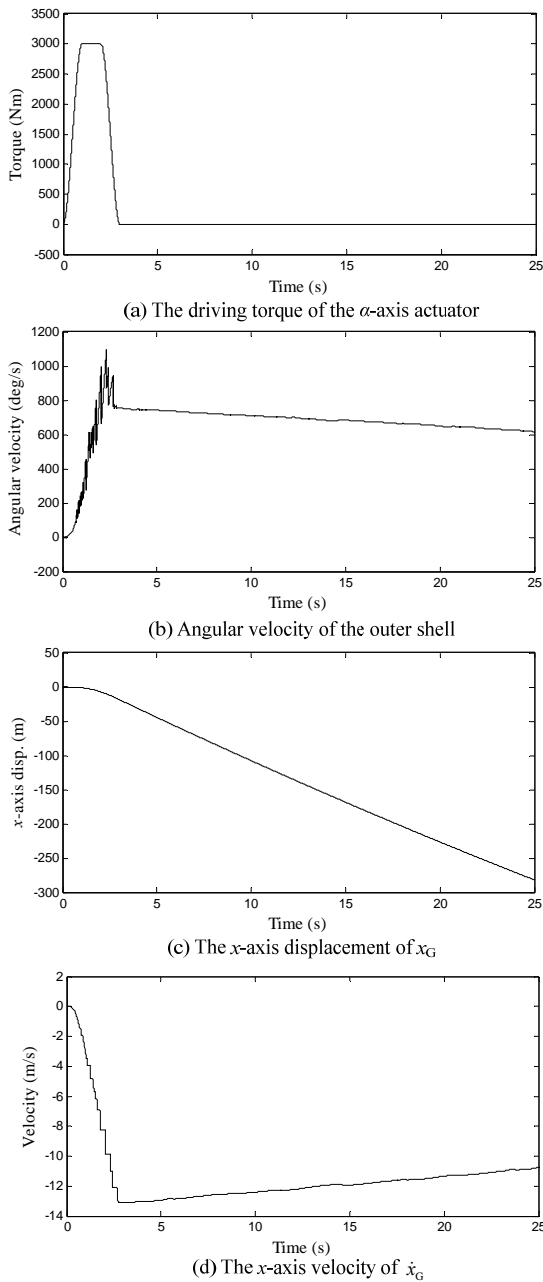 3500
3000
2500
2000
1500
1000
500
0
-500
Torque (Nm)
0 5 10 15 20 25
Time (s)
(a) The driving torque of the α-axis actuator
1200
1000
800
600
400
200
0
-200
Angular velocity (deg/s)
0 5 10 15 20 25
Time (s)
(b) Angular velocity of the outer shell
50
0
-50
-100
-150
-200
-250
-300
x-axis disp. (m)
0 5 10 15 20 25
Time (s)
(c) The x-axis displacement of xG
2
0
-2
-4
-6
-8
-10
-12
-14
Velocity (m/s)
0 5 10 15 20 25
Time (s)
(d) The x-axis velocity of ẋG